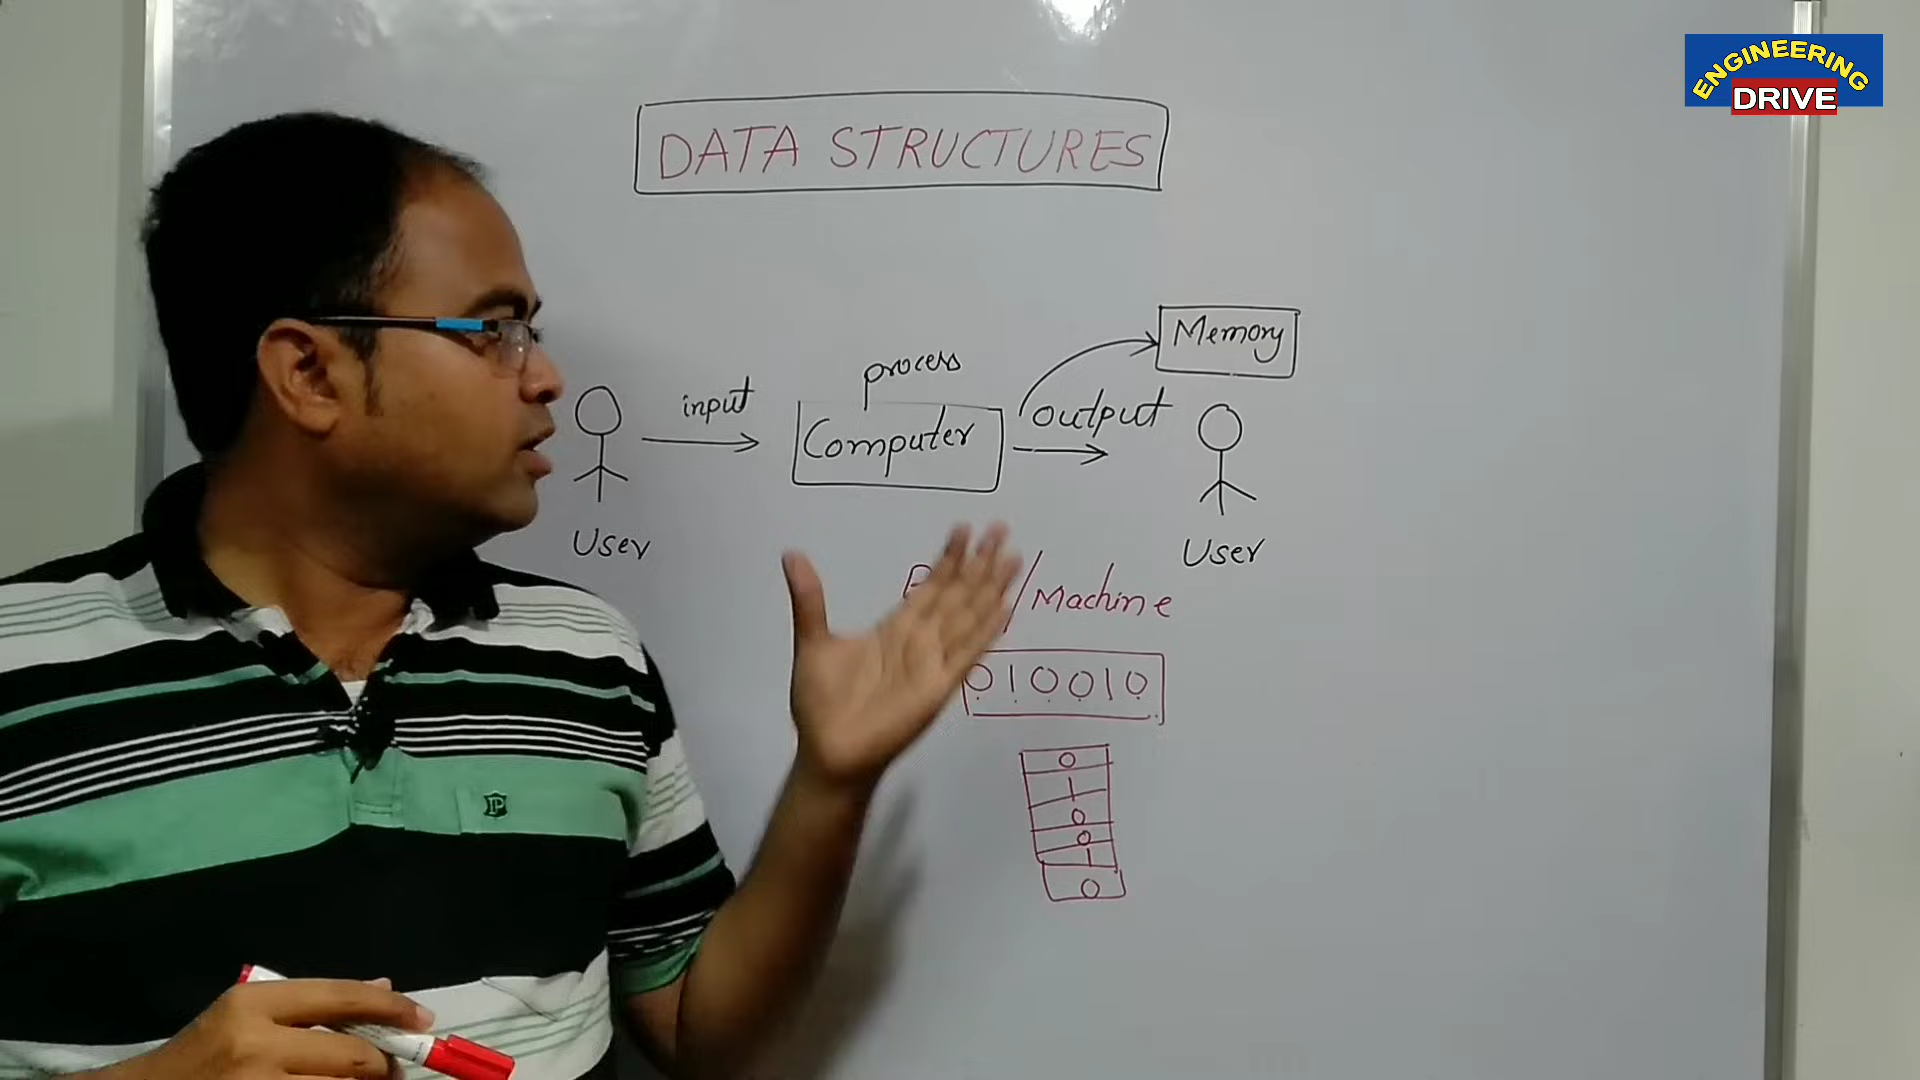 ENGINEERING
DRIVE
DATA STRUCTURES
Memory
process
input
output
Computer
User
User
/Machine
010010
0
1
0
0
1
0